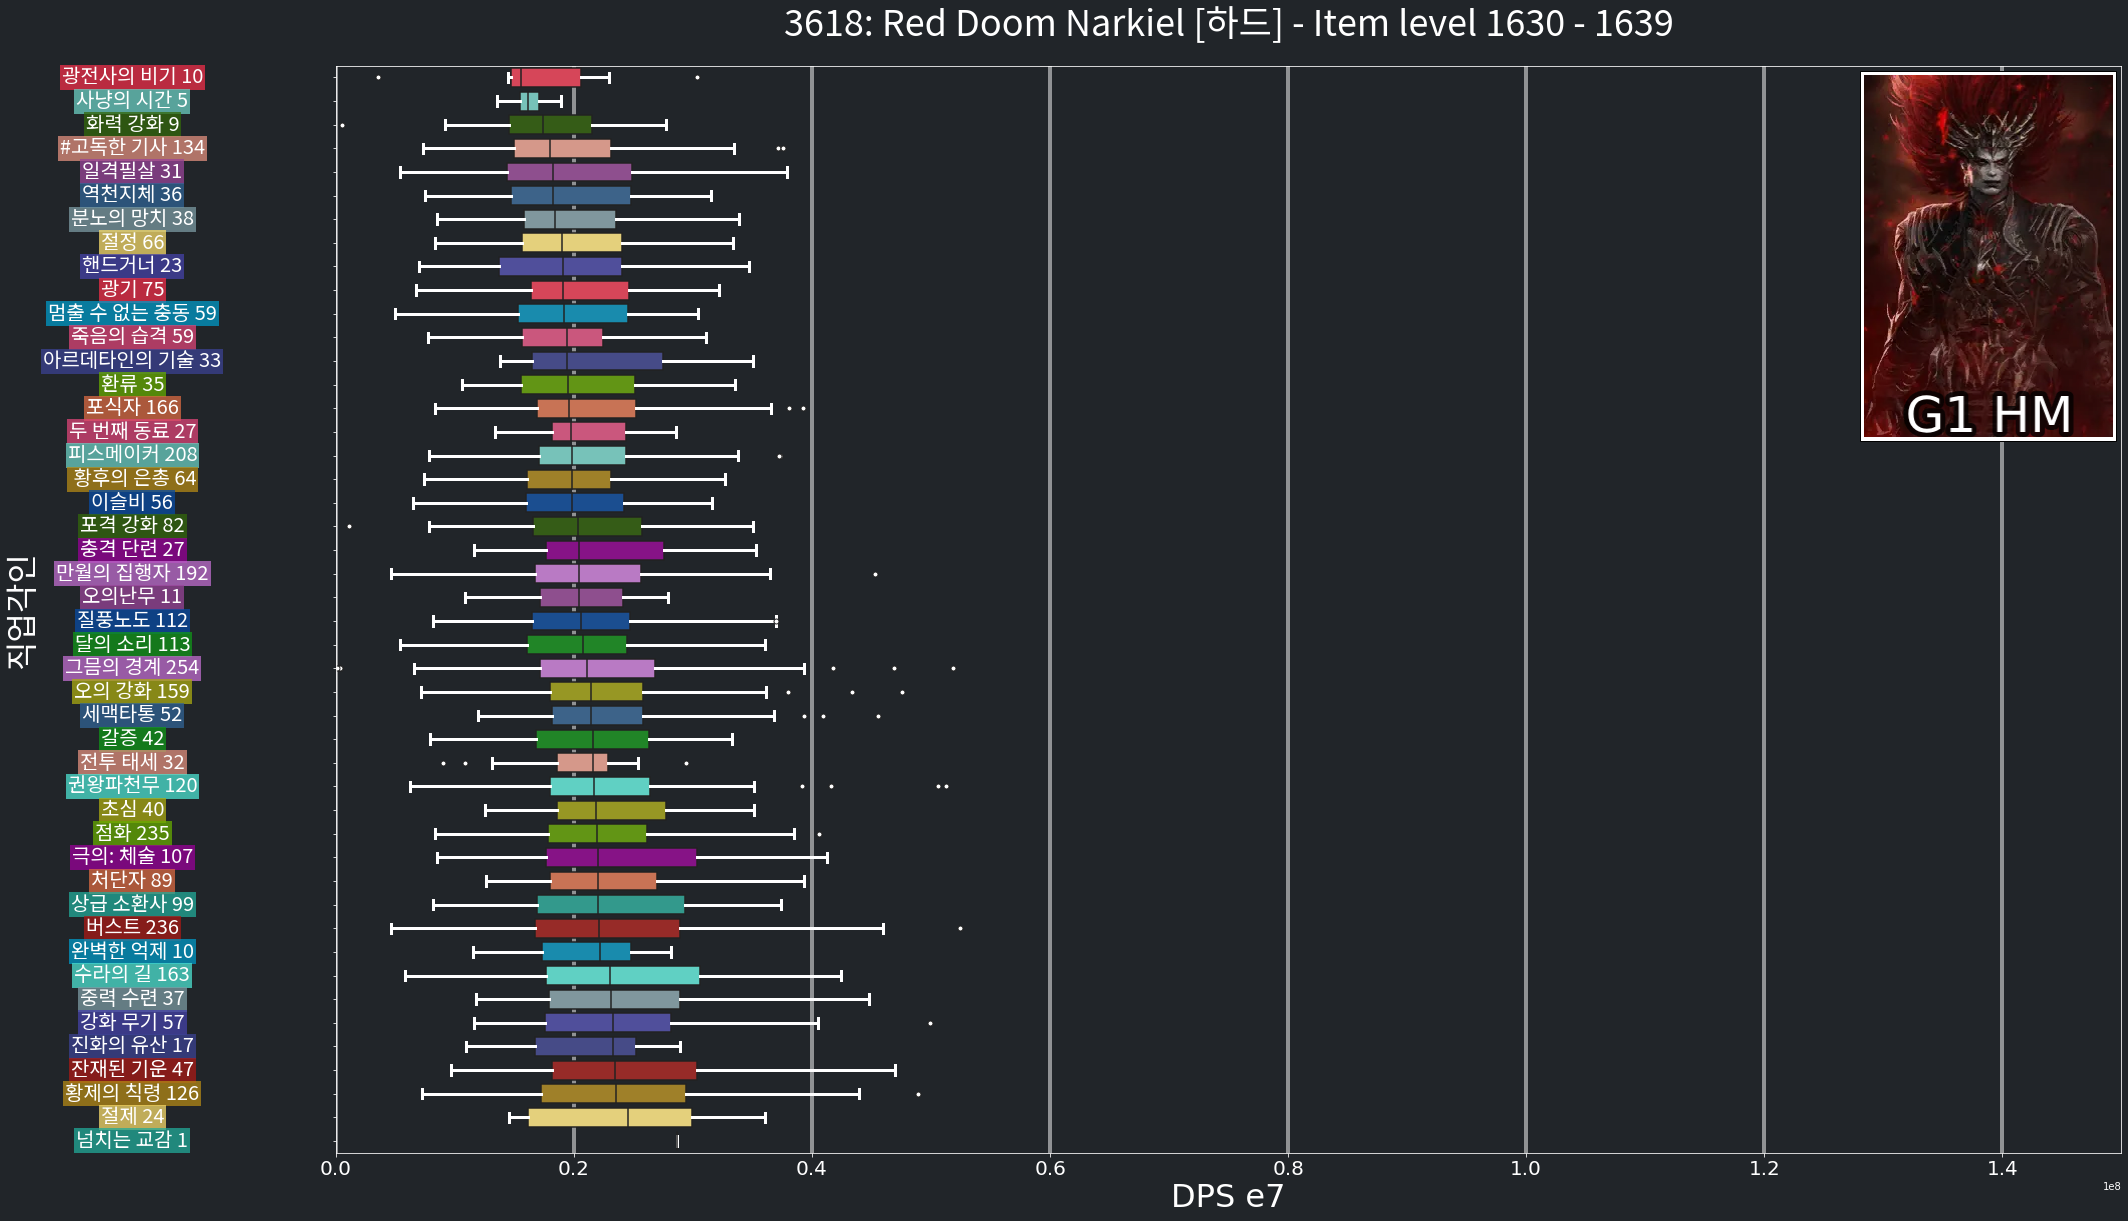 3618: Red Doom Narkiel [하드] - Item level 1630 - 1639
광전사의 비기 10
사냥의 시간 5
화력 강화 9
#고독한 기사 134
일격필살 31
역천지체 36
분노의 망치 38
절정 66
핸드거너 23
광기 75
멈출 수 없는 충동 59
죽음의 습격 59
아르데타인의 기술 33
환류 35
포식자 166
두 번째 동료 27
피스메이커 208
황후의 은총 64
이슬비 56
포격 강화 82
충격 단련 27
만월의 집행자 192
오의난무 11
질풍노도 112
달의 소리 113
그믐의 경계 254
오의 강화 159
세맥타통 52
갈증 42
전투 태세 32
권왕파천무 120
초심 40
점화 235
극의: 체술 107
처단자 89
상급 소환사 99
버스트 236
완벽한 억제 10
수라의 길 163
중력 수련 37
강화 무기 57
진화의 유산 17
잔재된 기운 47
황제의 칙령 126
절제 24
넘치는 교감 1
직업각인
G1 HM
0.0 0.2 0.4 0.6 0.8 1.0 1.2 1.4
1e8
DPS e7